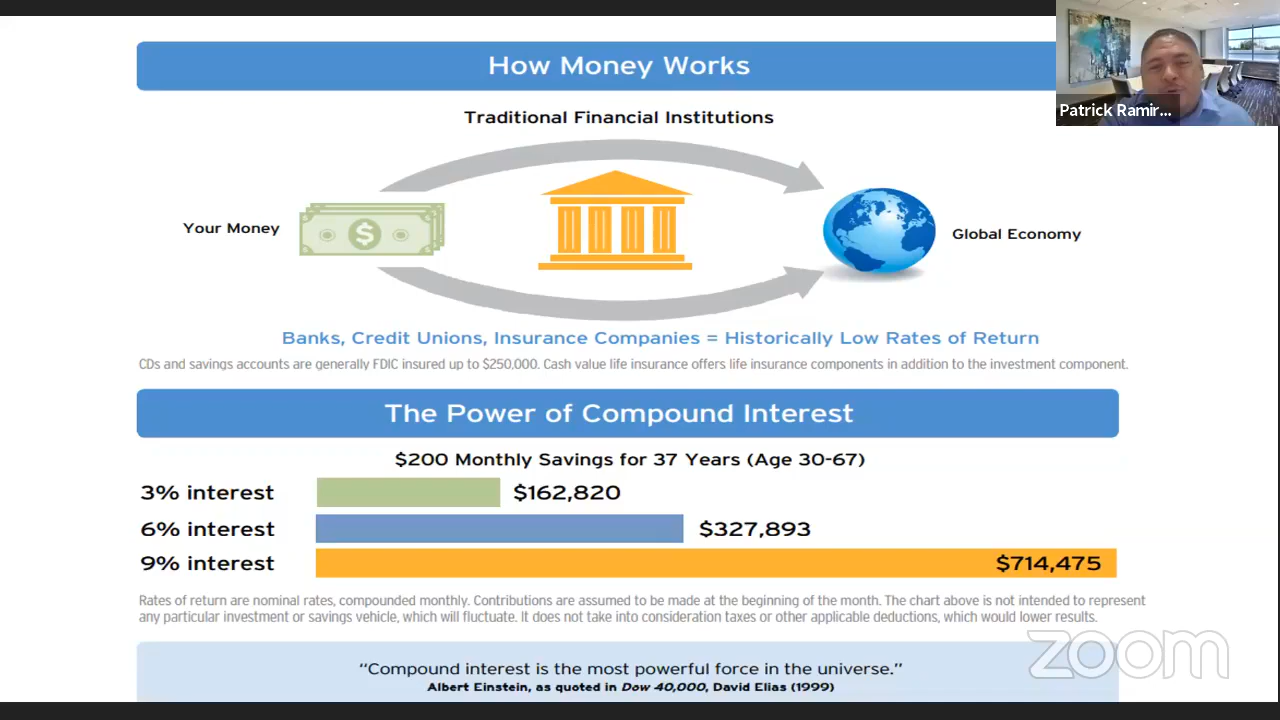 How Money Works
Patrick Ramir...
Traditional Financial Institutions
Your Money
$
Global Economy
Banks, Credit Unions, Insurance Companies = Historically Low Rates of Return
CDs and savings accounts are generally FDIC insured up to $250,000. Cash value life insurance offers life insurance components in addition to the investment component.
The Power of Compound Interest
$200 Monthly Savings for 37 Years (Age 30-67)
3% interest $162,820
6% interest $327,893
9% interest $714,475
Rates of return are nominal rates, compounded monthly. Contributions are assumed to be made at the beginning of the month. The chart above is not intended to represent
any particular investment or savings vehicle, which will fluctuate. It does not take into consideration taxes or other applicable deductions, which would lower results.
zoom
“Compound interest is the most powerful force in the universe.”
Albert Einstein, as quoted in Dow 40,000, David Elias (1999)